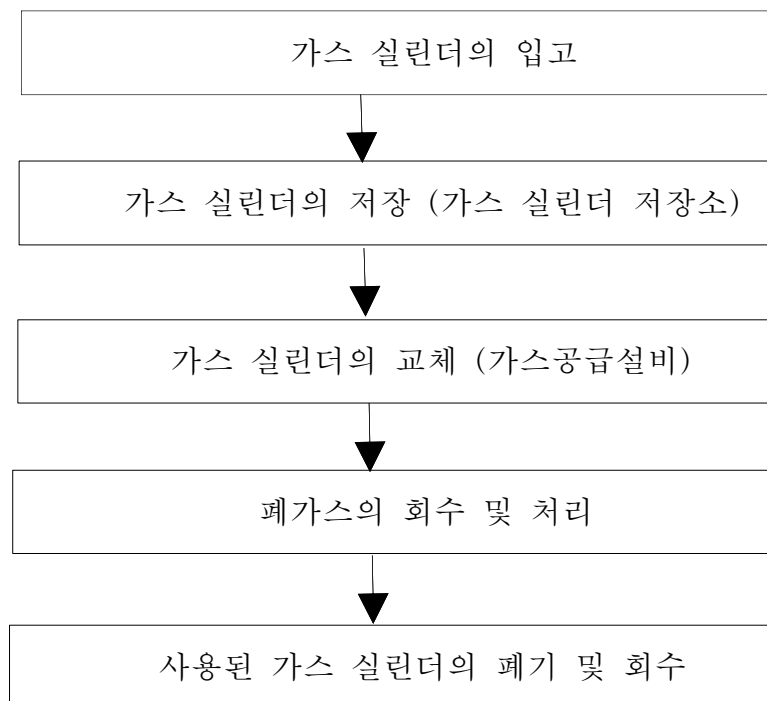 가스 실린더의 입고
가스 실린더의 저장 (가스 실린더 저장소)
가스 실린더의 교체 (가스공급설비)
폐가스의 회수 및 처리
사용된 가스 실린더의 폐기 및 회수